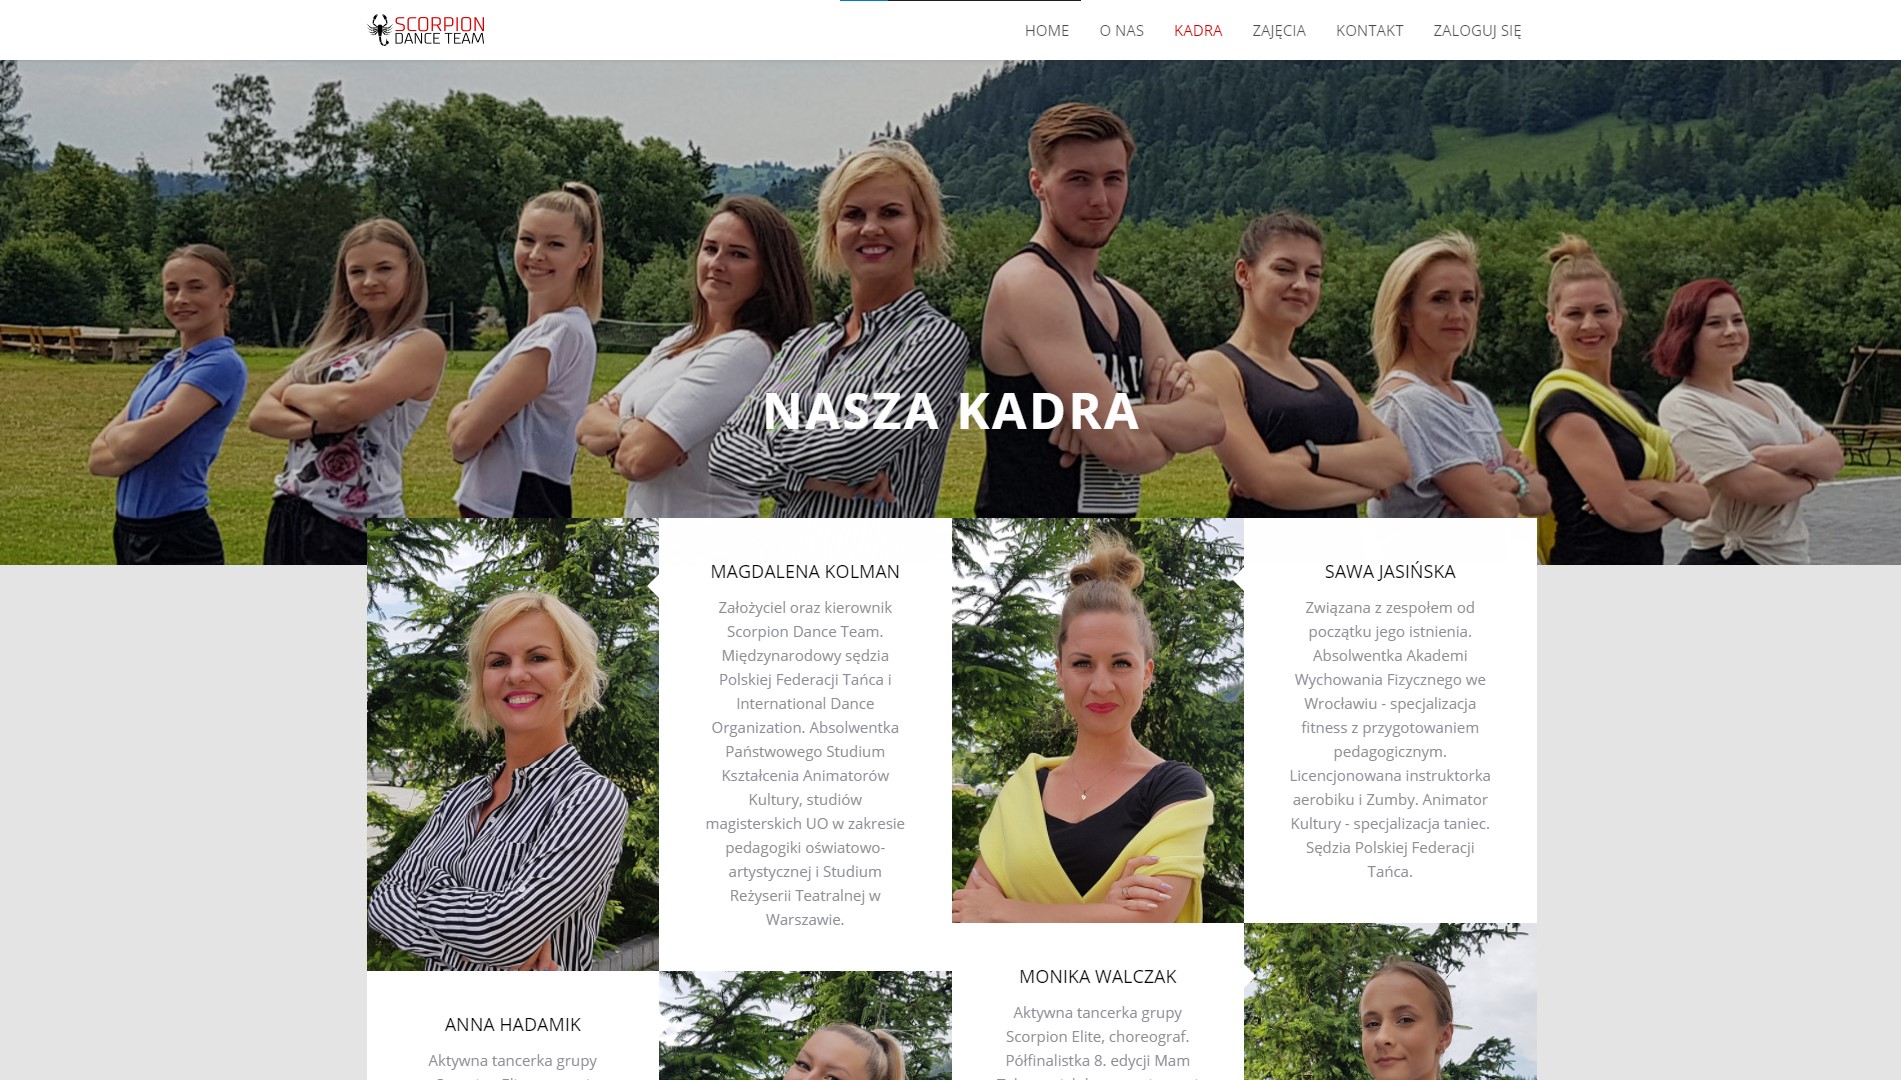 SCORPION
DANCE TEAM
HOME
O NAS
KADRA
ZAJĘCIA
KONTAKT
ZALOGUJ SIĘ
NASZA KADRA
MAGDALENA KOLMAN
Założyciel oraz kierownik
Scorpion Dance Team.
Międzynarodowy sędzia
Polskiej Federacji Tańca i
International Dance
Organization. Absolwentka
Państwowego Studium
Kształcenia Animatorów
Kultury, studiów
magisterskich UO w zakresie
pedagogiki oświatowo-
artystycznej i Studium
Reżyserii Teatralnej w
Warszawie.
SAWA JASIŃSKA
Związana z zespołem od
początku jego istnienia.
Absolwentka Akademi
Wychowania Fizycznego we
Wrocławiu - specjalizacja
fitness z przygotowaniem
pedagogicznym.
Licencjonowana instruktorka
aerobiku i Zumby. Animator
Kultury - specjalizacja taniec.
Sędzia Polskiej Federacji
Tańca.
ANNA HADAMIK
Aktywna tancerka grupy
MONIKA WALCZAK
Aktywna tancerka grupy
Scorpion Elite, choreograf.
Półfinalistka 8. edycji Mam